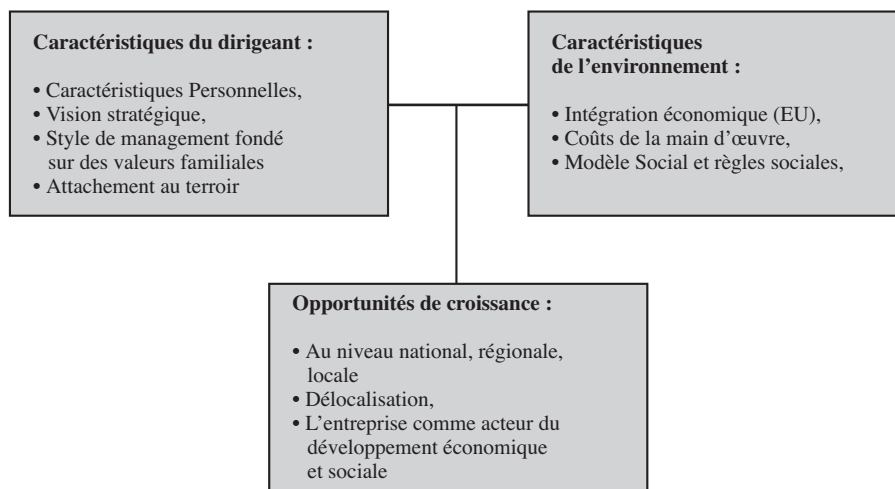 Caractéristiques du dirigeant :
• Caractéristiques Personnelles,
• Vision stratégique,
• Style de management fondé
sur des valeurs familiales
• Attachement au terroir
Caractéristiques
de l’environnement :
• Intégration économique (EU),
• Coûts de la main d’œuvre,
• Modèle Social et règles sociales,
Opportunités de croissance :
• Au niveau national, régionale,
locale
• Délocalisation,
• L’entreprise comme acteur du
développement économique
et sociale